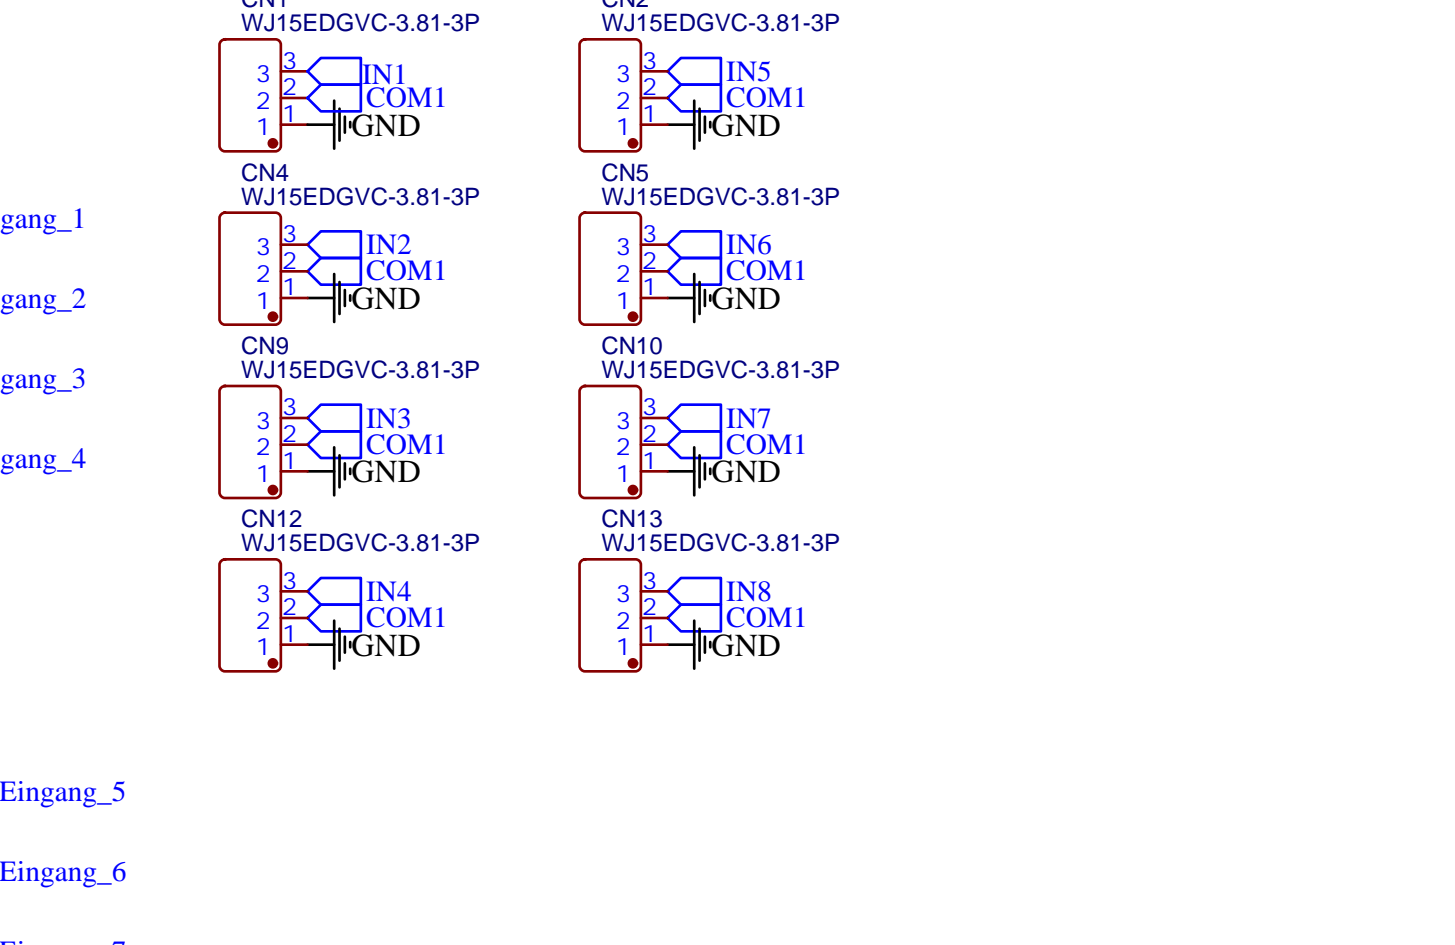 CN1
WJ15EDGVC-3.81-3P
3 3 IN1
2 2 COM1
1 1 GND
CN2
WJ15EDGVC-3.81-3P
3 3 IN5
2 2 COM1
1 1 GND
CN4
WJ15EDGVC-3.81-3P
3 3 IN2
2 2 COM1
1 1 GND
CN5
WJ15EDGVC-3.81-3P
3 3 IN6
2 2 COM1
1 1 GND
gang_1
gang_2
CN9
WJ15EDGVC-3.81-3P
3 3 IN3
2 2 COM1
1 1 GND
CN10
WJ15EDGVC-3.81-3P
3 3 IN7
2 2 COM1
1 1 GND
gang_3
gang_4
CN12
WJ15EDGVC-3.81-3P
3 3 IN4
2 2 COM1
1 1 GND
CN13
WJ15EDGVC-3.81-3P
3 3 IN8
2 2 COM1
1 1 GND
Eingang_5
Eingang_6